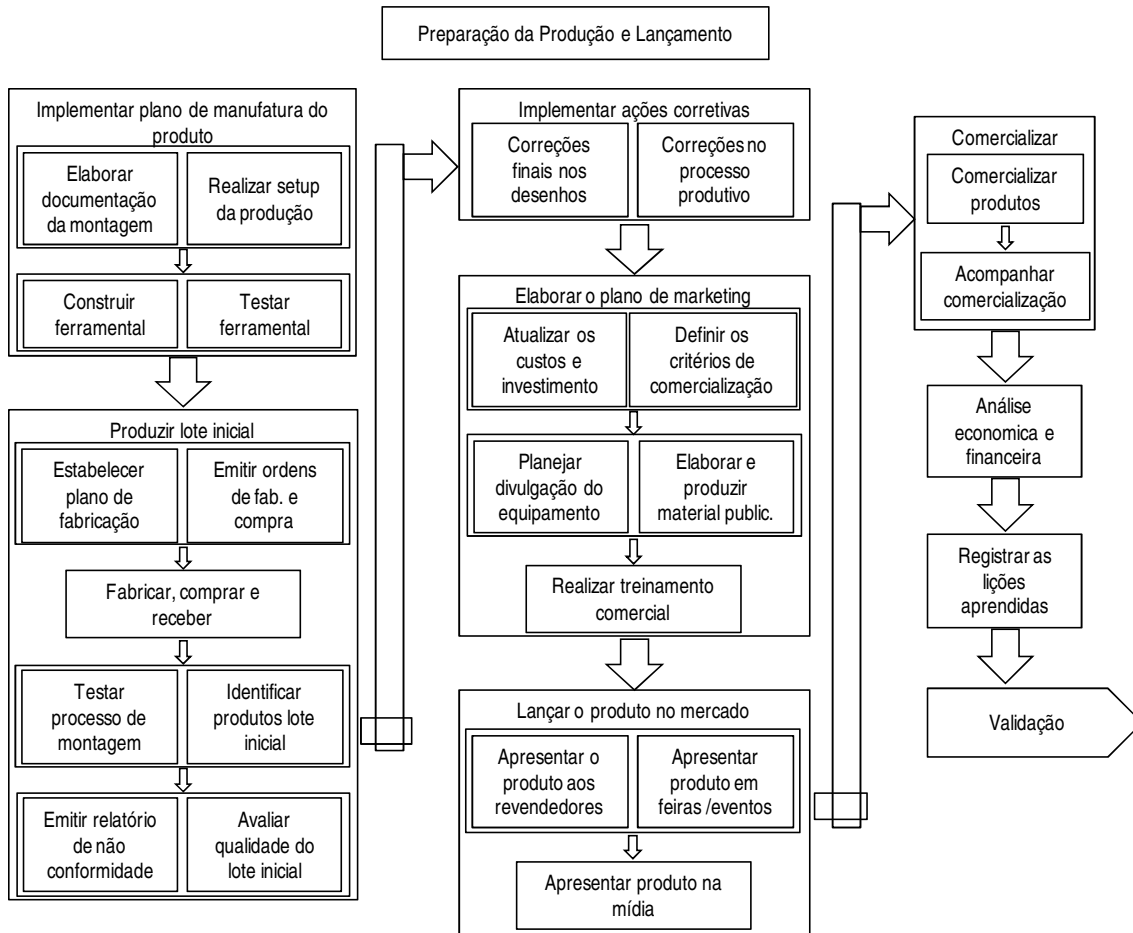 Preparação da Produção e Lançamento
Implementar plano de manufatura do
produto
Elaborar
documentação
da montagem
Realizar setup
da produção
Construir
ferramental
Testar
ferramental
Produzir lote inicial
Estabelecer
plano de
fabricação
Emitir ordens
de fab. e
compra
Fabricar, comprar e
receber
Testar
processo de
montagem
Identificar
produtos lote
inicial
Emitir relatório
de não
conformidade
Avaliar
qualidade do
lote inicial
Implementar ações corretivas
Correções
finais nos
desenhos
Correções no
processo
produtivo
Elaborar o plano de marketing
Atualizar os
custos e
investimento
Definir os
critérios de
comercialização
Planejar
divulgação do
equipamento
Elaborar e
produzir
material public.
Realizar treinamento
comercial
Lançar o produto no mercado
Apresentar o
produto aos
revendedores
Apresentar
produto em
feiras /eventos
Apresentar produto na
mídia
Comercializar
Comercializar
produtos
Acompanhar
comercialização
Análise
economica e
financeira
Registrar as
lições
aprendidas
Validação